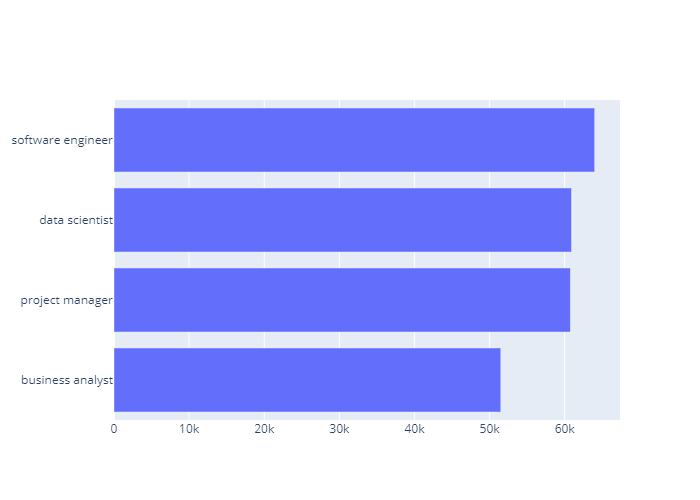 software engineer
data scientist
project manager
business analyst
0 10k 20k 30k 40k 50k 60k